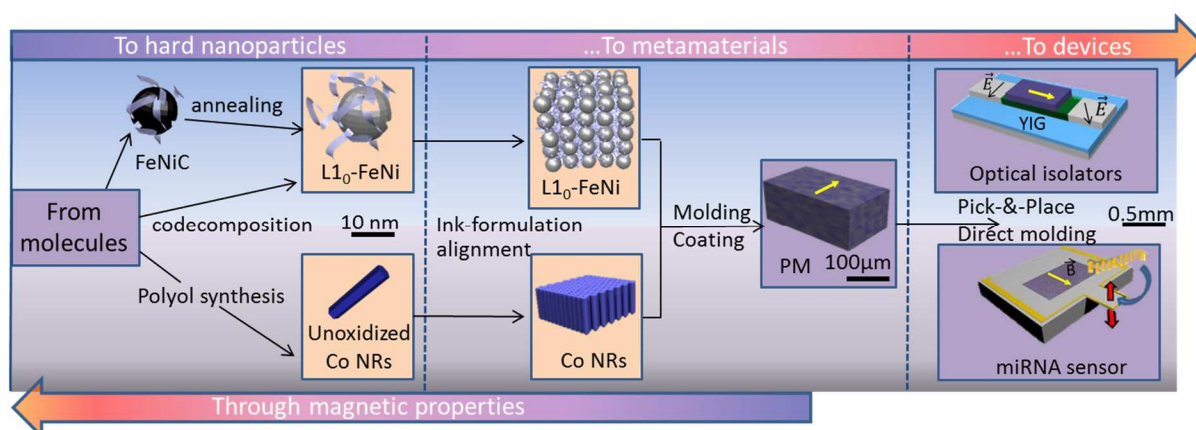 To hard nanoparticles
...To metamaterials
...To devices
annealing
FeNiC
L1₀-FeNi
From
molecules
codecomposition
10 nm
Polyol synthesis
Unoxidized
Co NRs
L1₀-FeNi
Ink-formulation
alignment
Co NRs
Molding
Coating
PM
100µm
E⃗
E⃗
YIG
Optical isolators
Pick-&-Place
Direct molding
0.5mm
B⃗
miRNA sensor
Through magnetic properties